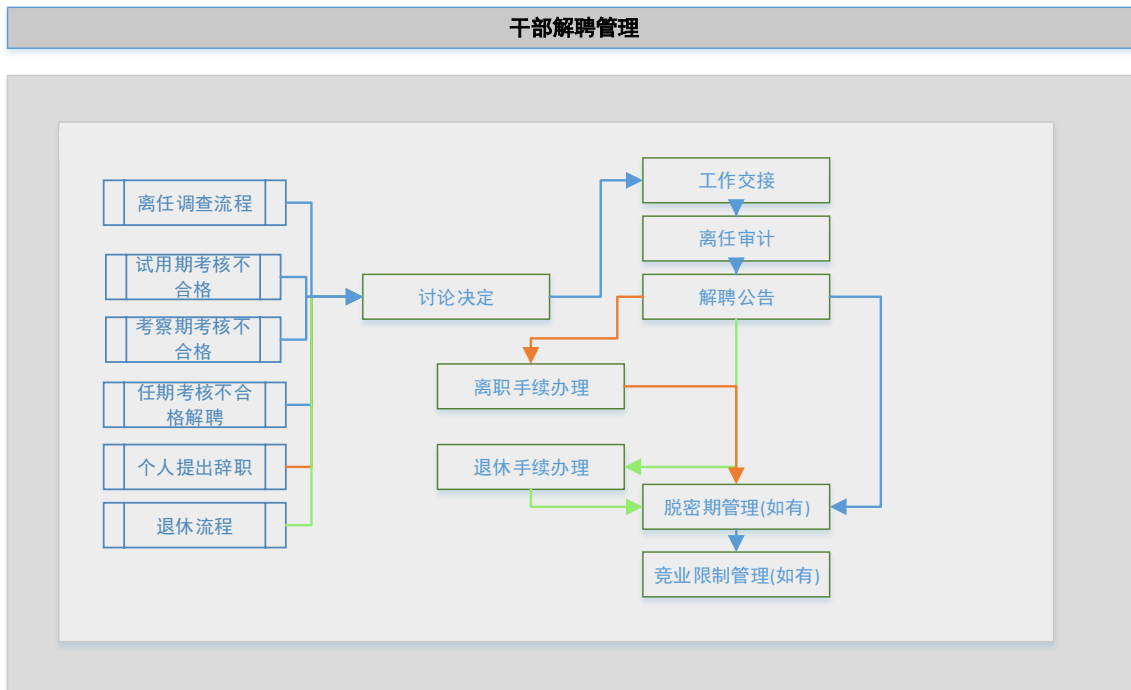 干部解聘管理
离任调查流程
试用期考核不
合格
考察期考核不
合格
任期考核不合
格解聘
个人提出辞职
退休流程
讨论决定
工作交接
离任审计
解聘公告
离职手续办理
退休手续办理
脱密期管理(如有)
竞业限制管理(如有)